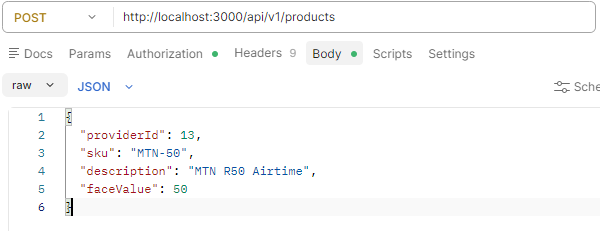 POST http://localhost:3000/api/v1/products
Docs Params Authorization Headers 9 Body Scripts Settings
raw JSON Sche
1 {
2 "providerId": 13,
3 "sku": "MTN-50",
4 "description": "MTN R50 Airtime",
5 "faceValue": 50
6 }